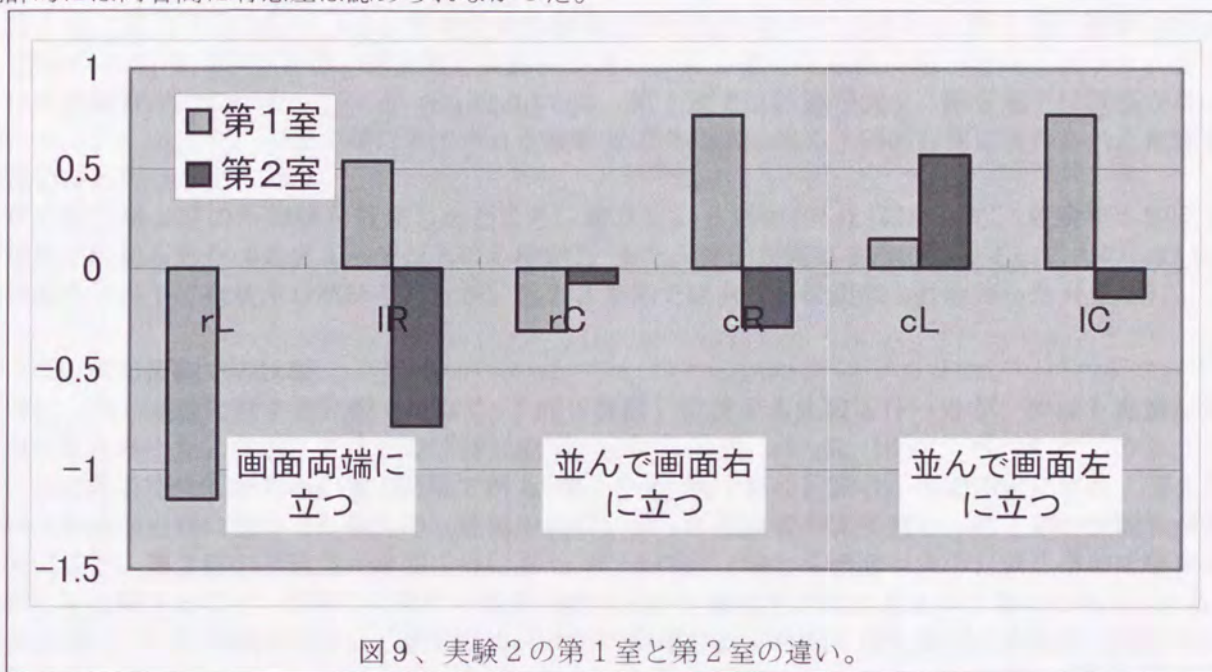 1
第1室
0.5
第2室
0
rL
lR
rC
cR
cL
lC
-0.5
-1
画面両端に
立つ
並んで画面右
に立つ
並んで画面左
に立つ
-1.5
図9、実験2の第1室と第2室の違い。